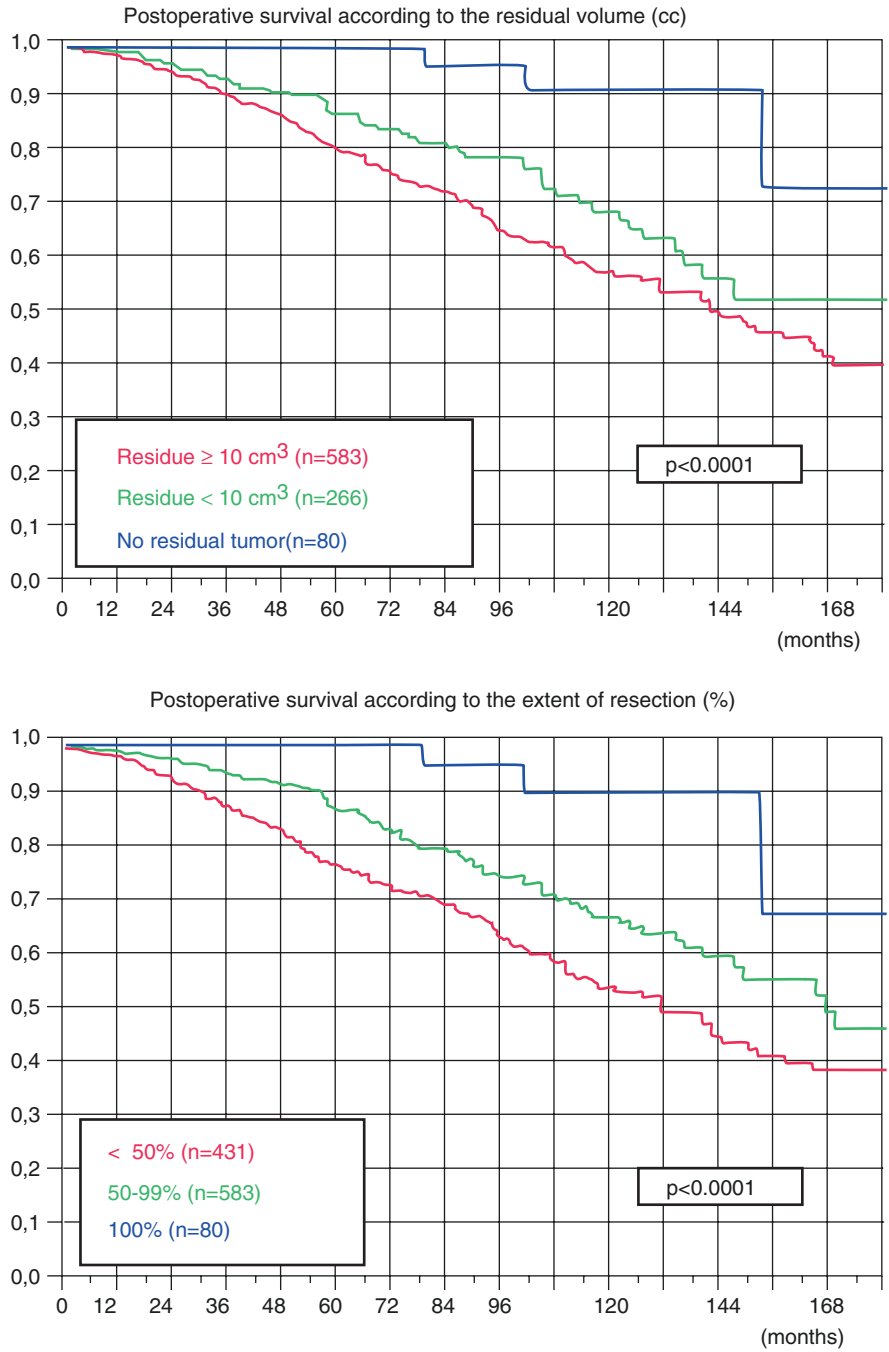 Postoperative survival according to the residual volume (cc)
1,0
0,9
0,8
0,7
0,6
0,5
0,4
0,3
0,2
0,1
0,0
Residue ≥ 10 cm³ (n=583)
Residue < 10 cm³ (n=266)
No residual tumor(n=80)
p<0.0001
0 12 24 36 48 60 72 84 96 120 144 168
(months)
Postoperative survival according to the extent of resection (%)
1,0
0,9
0,8
0,7
0,6
0,5
0,4
0,3
0,2
0,1
0,0
< 50% (n=431)
50-99% (n=583)
100% (n=80)
p<0.0001
0 12 24 36 48 60 72 84 96 120 144 168
(months)